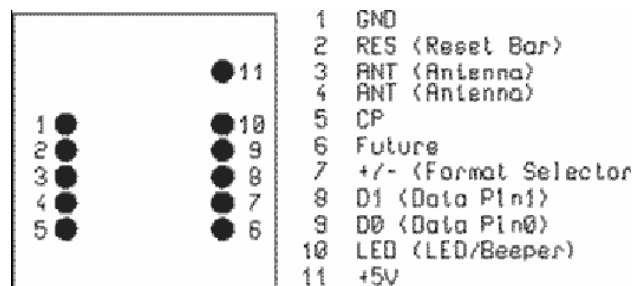 11
1 10
2 9
3 8
4 7
5 6
1 GND
2 RES (Reset Bar)
3 ANT (Antenna)
4 ANT (Antenna)
5 CP
6 Future
7 +/- (Format Selector
8 D1 (Data Pin1)
9 D0 (Data Pin0)
10 LED (LED/Beeper)
11 +5V